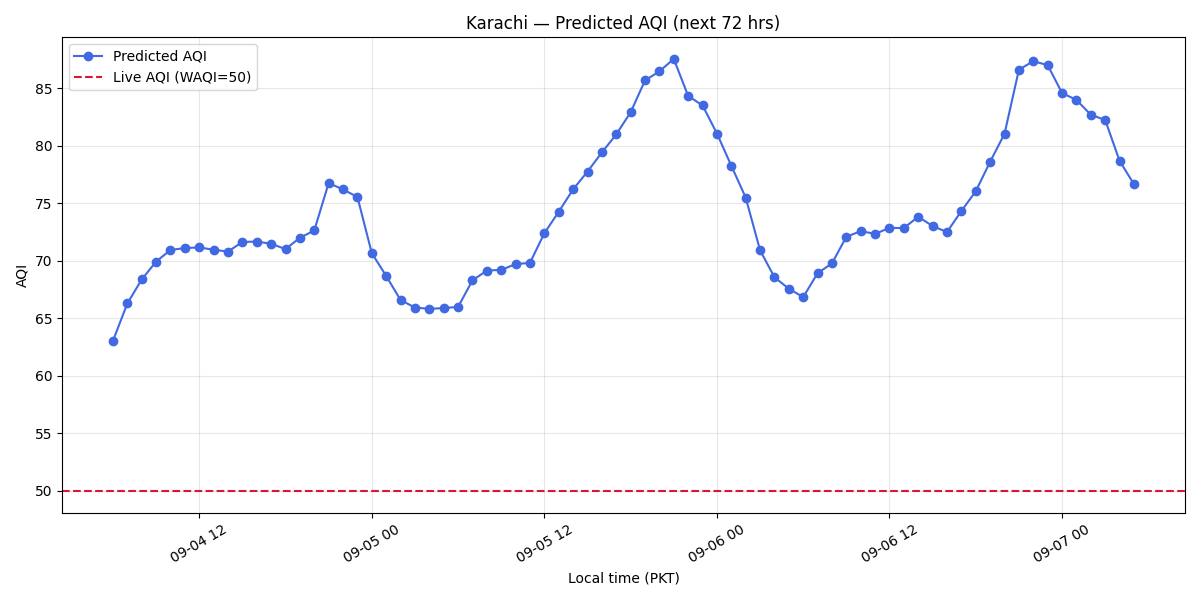 Karachi — Predicted AQI (next 72 hrs)
Predicted AQI
Live AQI (WAQI=50)
AQI
85
80
75
70
65
60
55
50
09-04 12
09-05 00
09-05 12
09-06 00
09-06 12
09-07 00
Local time (PKT)